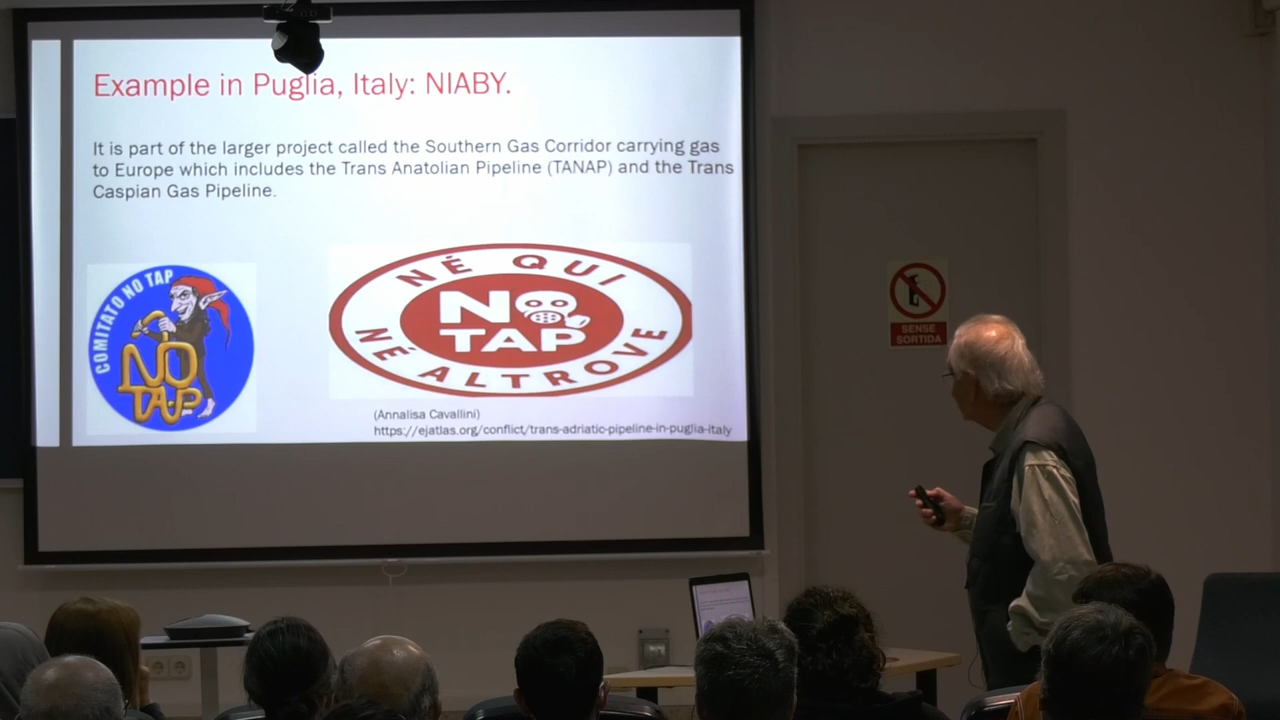 Example in Puglia, Italy: NIABY.
It is part of the larger project called the Southern Gas Corridor carrying gas
to Europe which includes the Trans Anatolian Pipeline (TANAP) and the Trans
Caspian Gas Pipeline.
COMITATO NO TAP
NO
TAP
NÉ QUI
NO
TAP
NÉ ALTROVE
(Annalisa Cavallini)
https://ejatlas.org/conflict/trans-adriatic-pipeline-in-puglia-italy
SENSE
SORTIDA